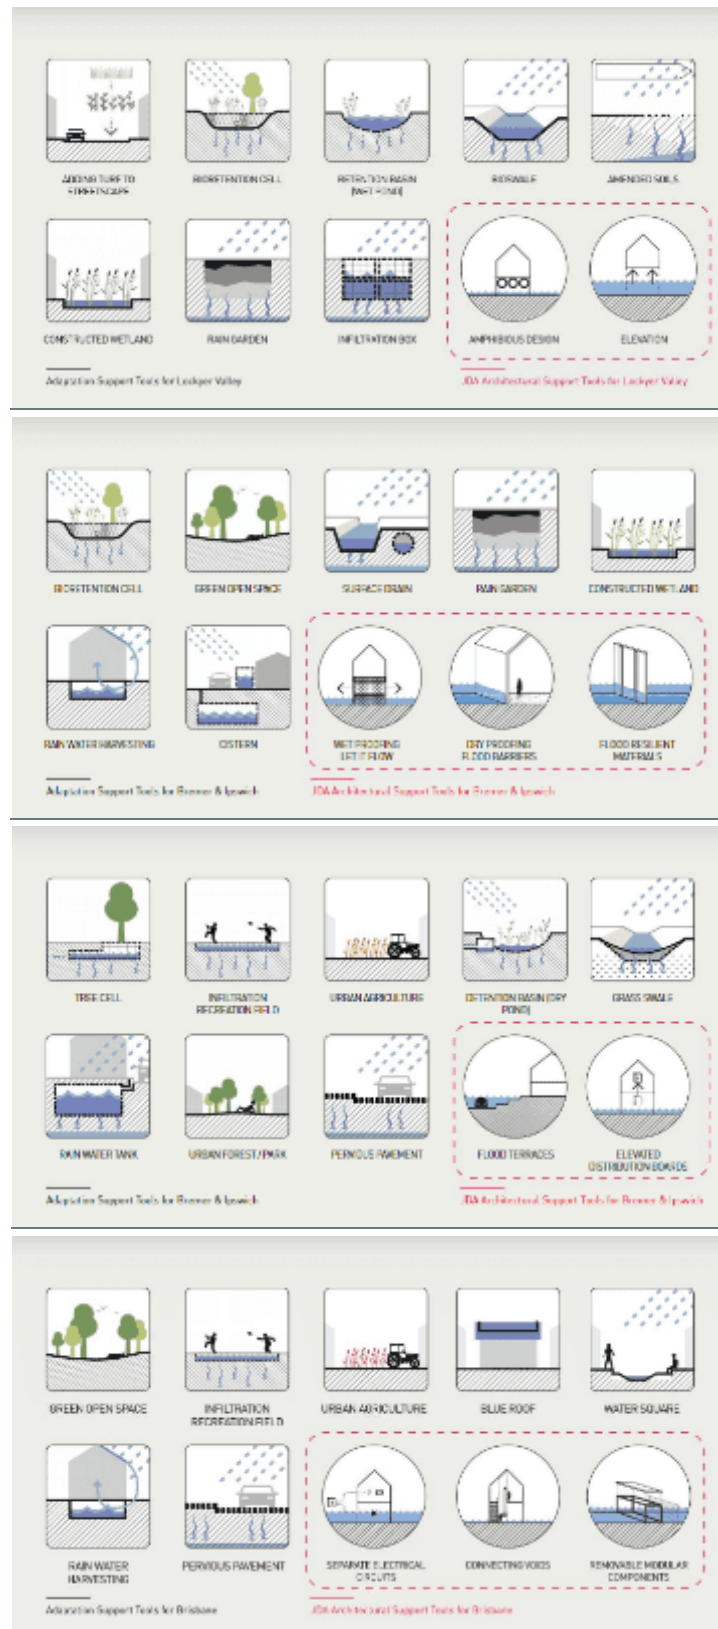 ADDING TURF TO
STREETSCAPE
BIORETENTION CELL
RETENTION BASIN
(WET POND)
BIOSWALE
AMENDED SOILS
CONSTRUCTED WETLAND
RAIN GARDEN
INFILTRATION BOX
AMPHIBIOUS DESIGN
ELEVATION
Adaptation Support Tools for Lockyer Valley
JDA Architectural Support Tools for Lockyer Valley
BIORETENTION CELL
GREEN OPEN SPACE
SURFACE DRAIN
RAIN GARDEN
CONSTRUCTED WETLAND
RAIN WATER HARVESTING
CISTERN
WET PROOFING
LET IT FLOW
DRY PROOFING
FLOOD BARRIERS
FLOOD RESILIENT
MATERIALS
Adaptation Support Tools for Bremer & Ipswich
JDA Architectural Support Tools for Bremer & Ipswich
TREE CELL
INFILTRATION
RECREATION FIELD
URBAN AGRICULTURE
DETENTION BASIN (DRY
POND)
GRASS SWALE
RAIN WATER TANK
URBAN FOREST/PARK
PERVIOUS PAVEMENT
FLOOD TERRACES
ELEVATED
DISTRIBUTION BOARDS
Adaptation Support Tools for Bremer & Ipswich
JDA Architectural Support Tools for Bremer & Ipswich
GREEN OPEN SPACE
INFILTRATION
RECREATION FIELD
URBAN AGRICULTURE
BLUE ROOF
WATER SQUARE
RAIN WATER
HARVESTING
PERVIOUS PAVEMENT
SEPARATE ELECTRICAL
CIRCUITS
CONNECTING VOIDS
REMOVABLE MODULAR
COMPONENTS
Adaptation Support Tools for Brisbane
JDA Architectural Support Tools for Brisbane